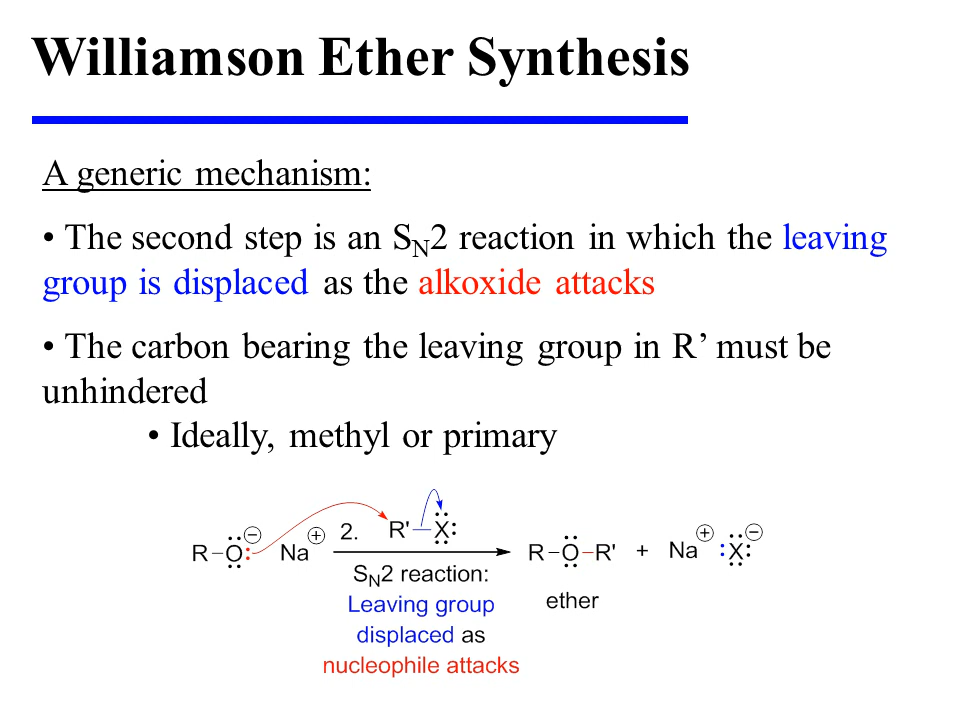 Williamson Ether Synthesis
A generic mechanism:
• The second step is an SN2 reaction in which the leaving
group is displaced as the alkoxide attacks
• The carbon bearing the leaving group in R’ must be
unhindered
• Ideally, methyl or primary
R–O:⊖ Na⊕ 2. R'–X R–O–R' + Na⊕ :X:⊖
SN2 reaction:
Leaving group
displaced as
nucleophile attacks
ether